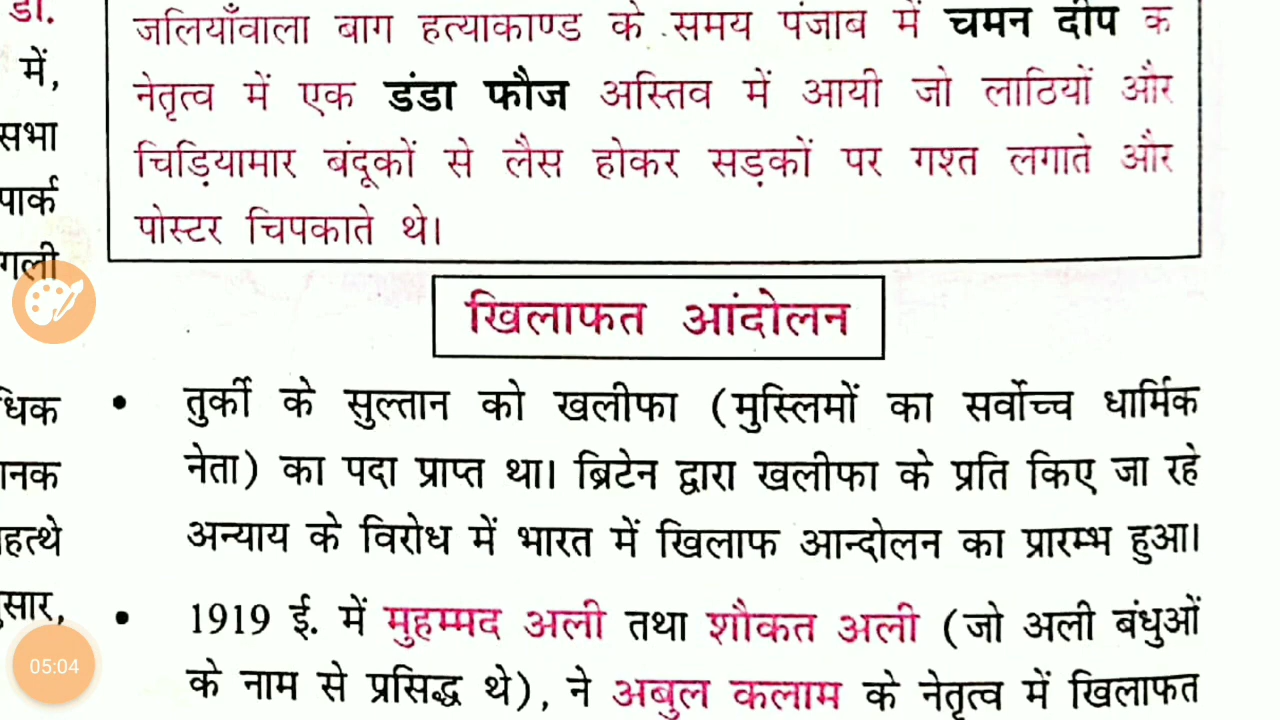 डा.
में,
सभा
पार्क
गली
जलियाँवाला बाग हत्याकाण्ड के समय पंजाब में चमन दीप क
नेतृत्व में एक डंडा फौज अस्तिव में आयी जो लाठियों और
चिड़ियामार बंदूकों से लैस होकर सड़कों पर गश्त लगाते और
पोस्टर चिपकाते थे।
खिलाफत आंदोलन
धिक
नक
हत्थे
सार,
• तुर्की के सुल्तान को खलीफा (मुस्लिमों का सर्वोच्च धार्मिक
नेता) का पदा प्राप्त था। ब्रिटेन द्वारा खलीफा के प्रति किए जा रहे
अन्याय के विरोध में भारत में खिलाफ आन्दोलन का प्रारम्भ हुआ।
• 1919 ई. में मुहम्मद अली तथा शौकत अली (जो अली बंधुओं
के नाम से प्रसिद्ध थे), ने अबुल कलाम के नेतृत्व में खिलाफत
05:04